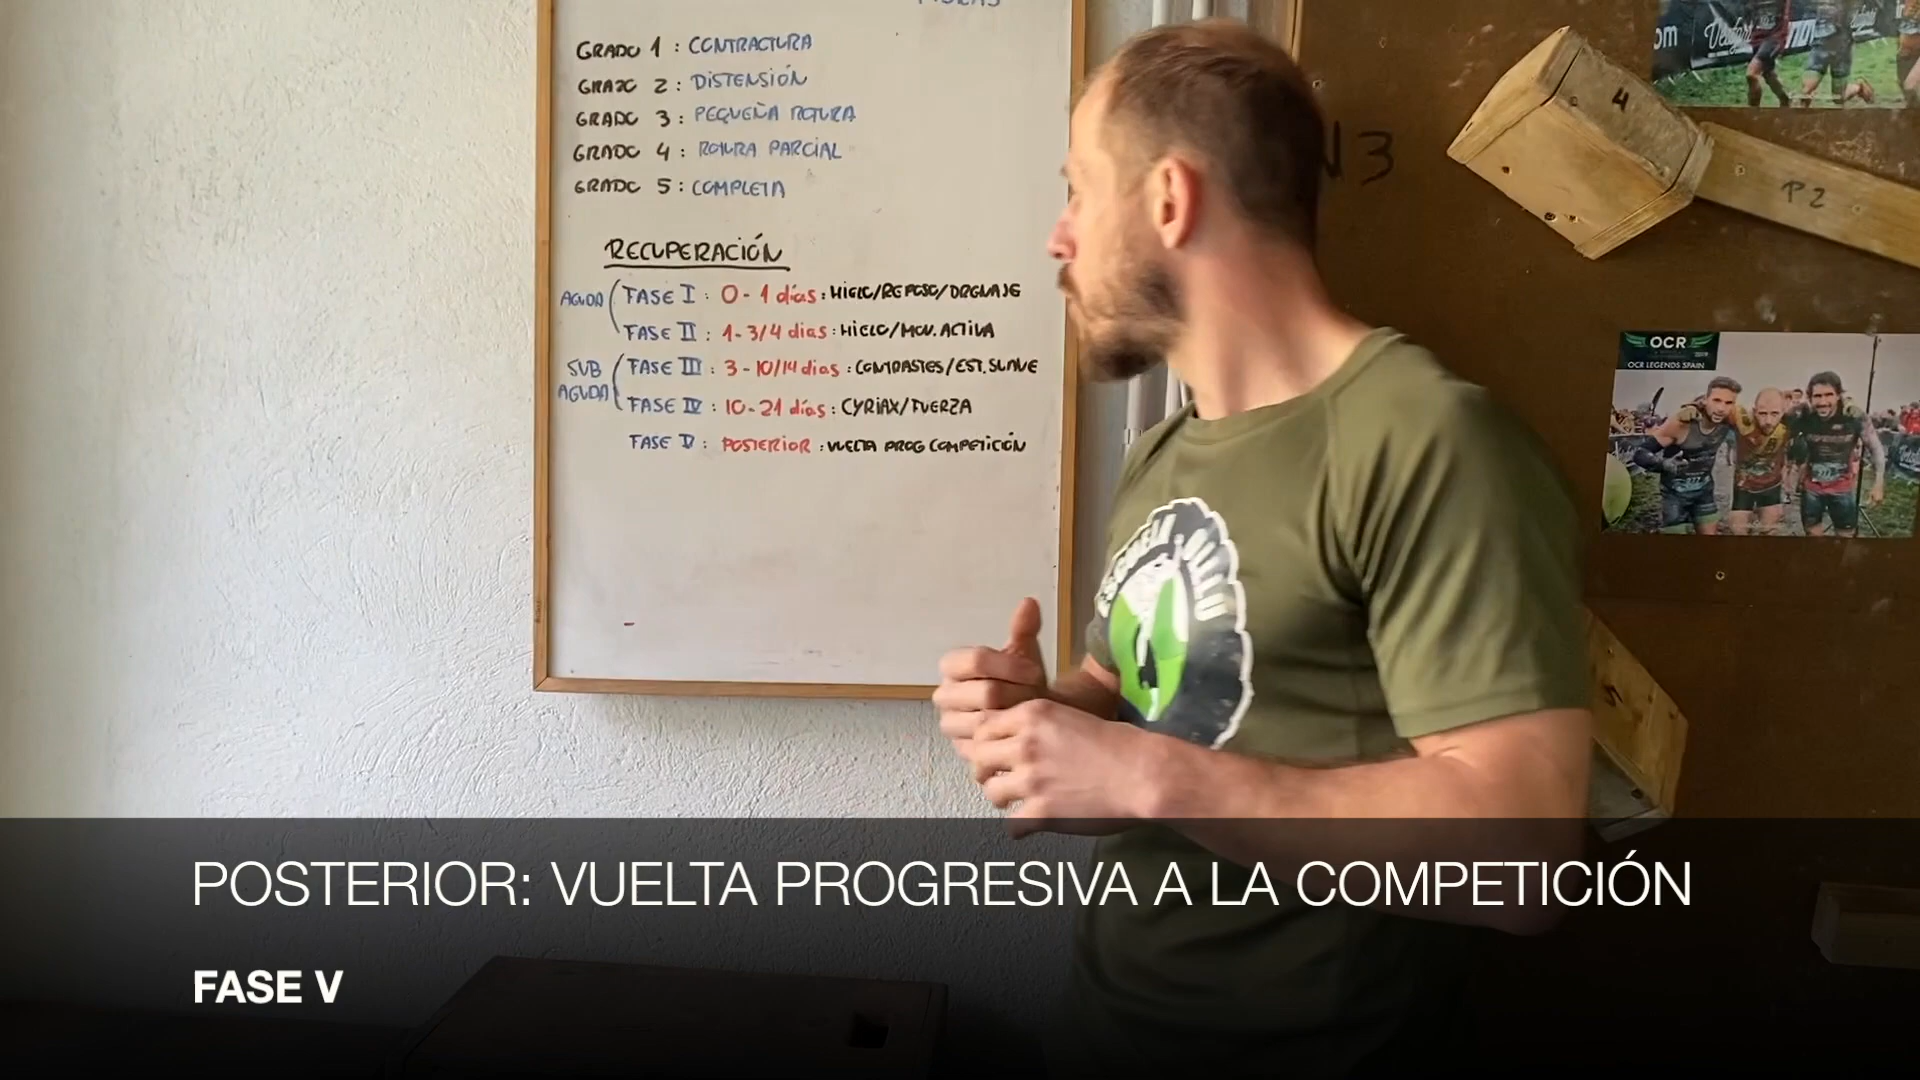 GRADO 1 : CONTRACTURA
GRADO 2 : DISTENSIÓN
GRADO 3 : PEQUEÑA ROTURA
GRADO 4 : ROTURA PARCIAL
GRADO 5 : COMPLETA
RECUPERACIÓN
AGUDA
FASE I : 0 - 1 días : HIELO/REPOSO/DRENAJE
FASE II : 1 - 3/4 dias : HIELO/MOV. ACTIVA
SUB AGUDA
FASE III : 3 - 10/14 dias : CONTRASTES/EST. SUAVE
FASE IV : 10 - 21 días : CYRIAX/FUERZA
FASE V : POSTERIOR : VUELTA PROG COMPETICIÓN
N3
4
P2
OCR
OCR LEGENDS SPAIN
POSTERIOR: VUELTA PROGRESIVA A LA COMPETICIÓN
FASE V